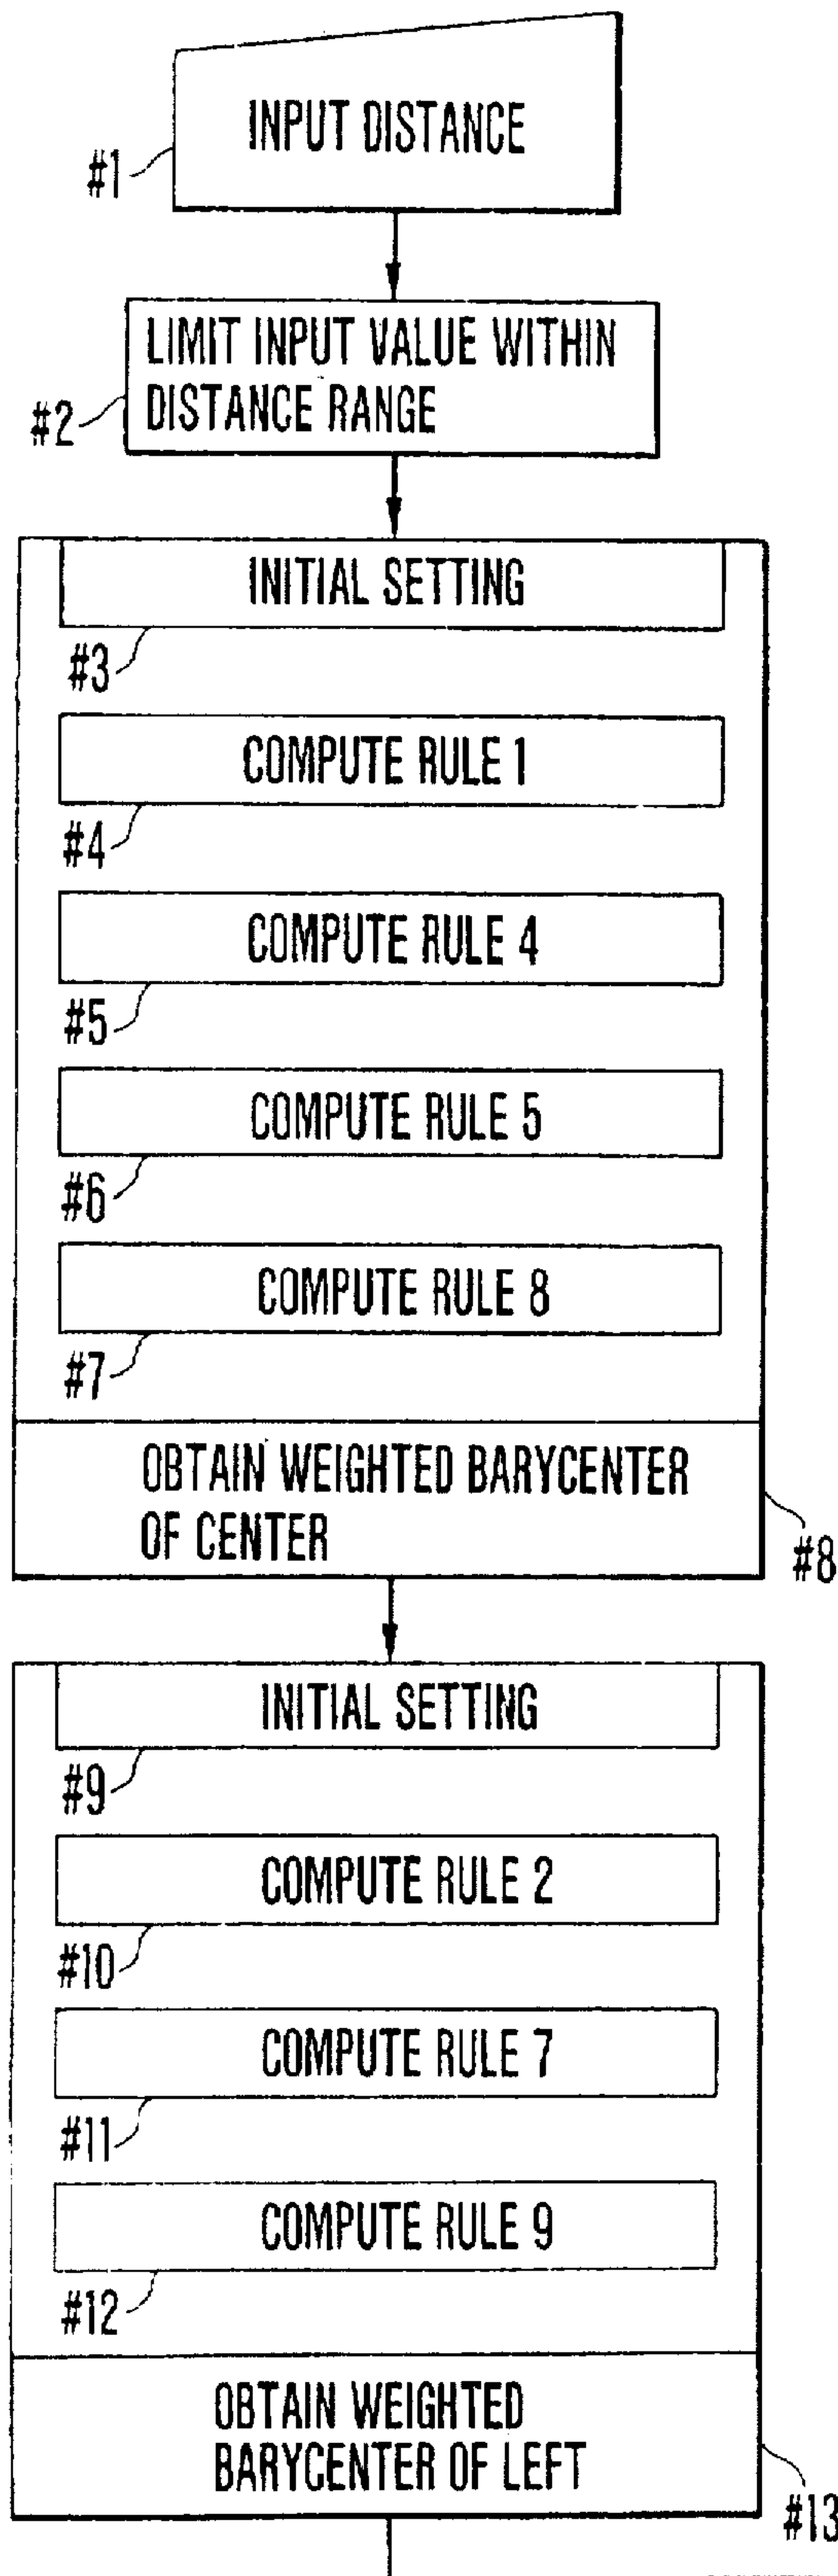 INPUT DISTANCE
#1
LIMIT INPUT VALUE WITHIN
DISTANCE RANGE
#2
INITIAL SETTING
#3
COMPUTE RULE 1
#4
COMPUTE RULE 4
#5
COMPUTE RULE 5
#6
COMPUTE RULE 8
#7
OBTAIN WEIGHTED BARYCENTER
OF CENTER
#8
INITIAL SETTING
#9
COMPUTE RULE 2
#10
COMPUTE RULE 7
#11
COMPUTE RULE 9
#12
OBTAIN WEIGHTED
BARYCENTER OF LEFT
#13